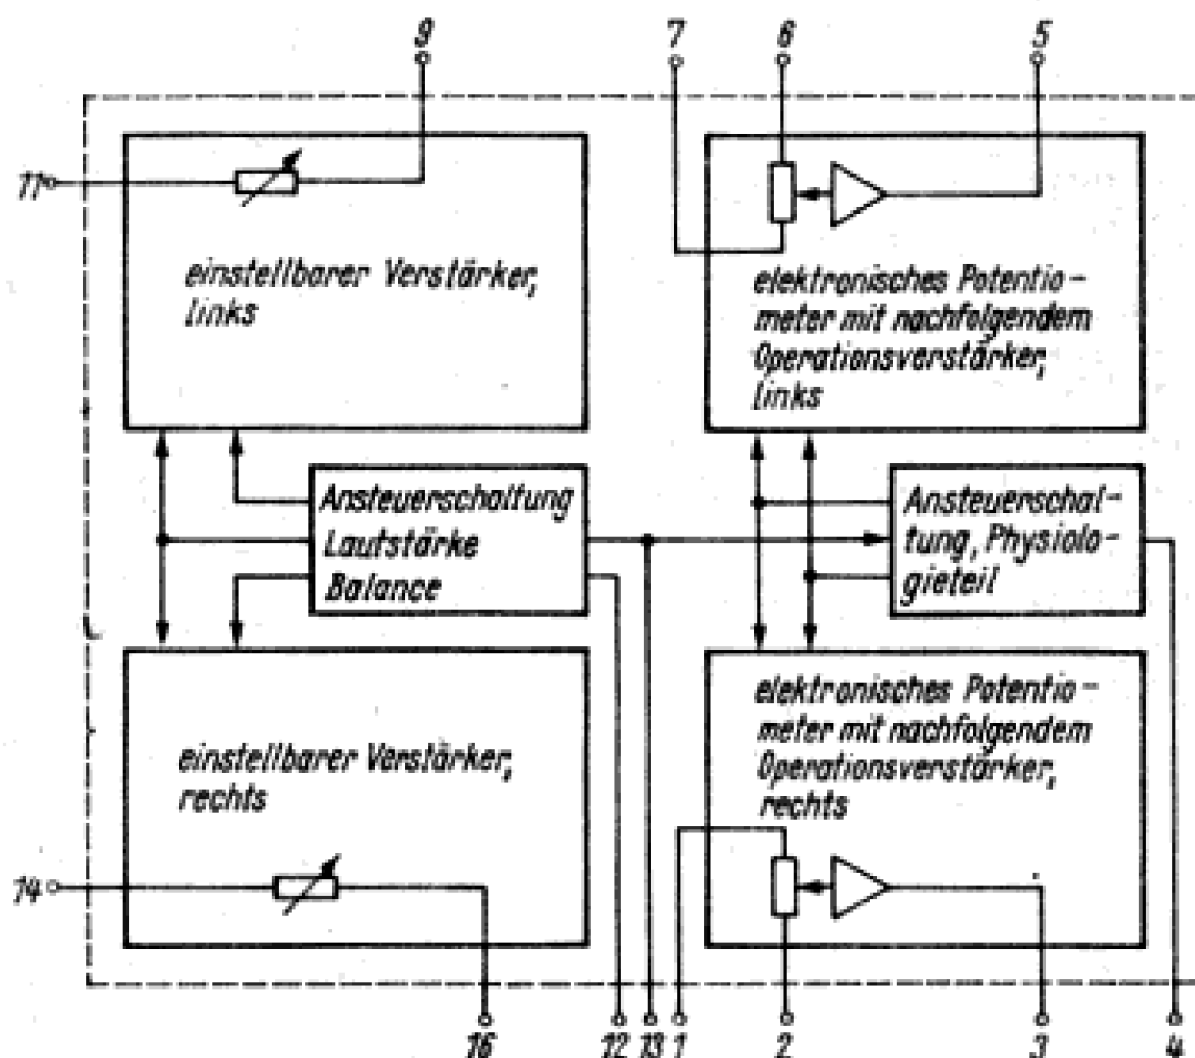 9
7
6
5
11
einstellbarer Verstärker,
links
elektronisches Potentio-
meter mit nachfolgendem
Operationsverstärker,
links
Ansteuerschaltung
Lautstärke
Balance
Ansteuerschal-
tung, Physiolo-
gieteil
einstellbarer Verstärker,
rechts
elektronisches Potentio-
meter mit nachfolgendem
Operationsverstärker,
rechts
14
16
12
13
1
2
3
4